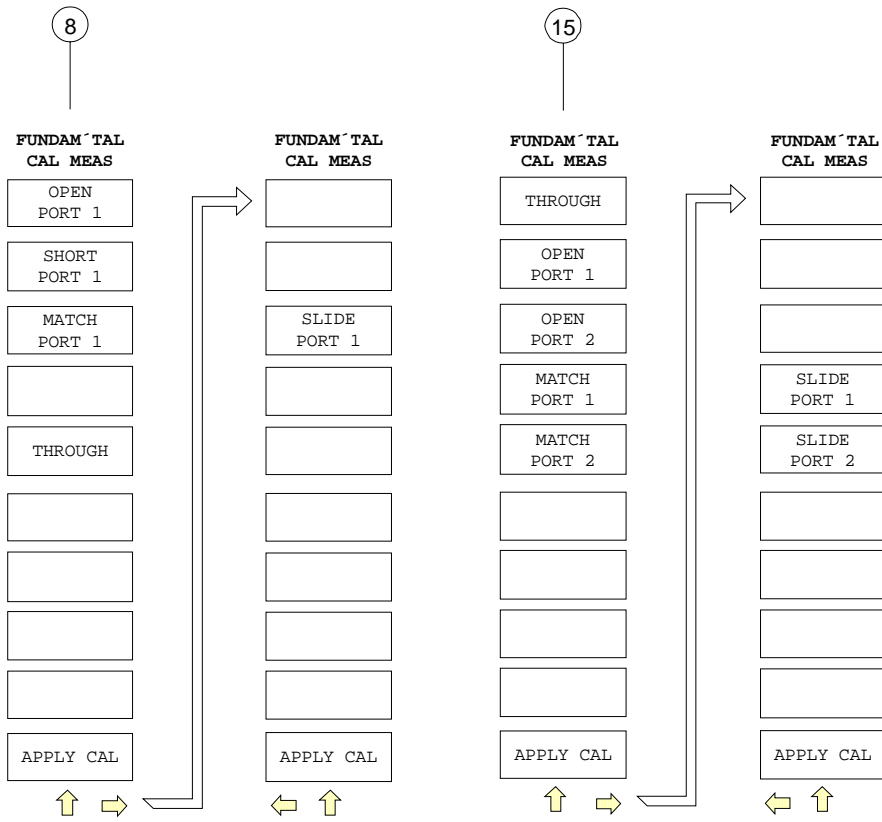 8
FUNDAM´TAL
CAL MEAS
OPEN
PORT 1
SHORT
PORT 1
MATCH
PORT 1
THROUGH
APPLY CAL
FUNDAM´TAL
CAL MEAS
SLIDE
PORT 1
APPLY CAL
15
FUNDAM´TAL
CAL MEAS
THROUGH
OPEN
PORT 1
OPEN
PORT 2
MATCH
PORT 1
MATCH
PORT 2
APPLY CAL
FUNDAM´TAL
CAL MEAS
SLIDE
PORT 1
SLIDE
PORT 2
APPLY CAL